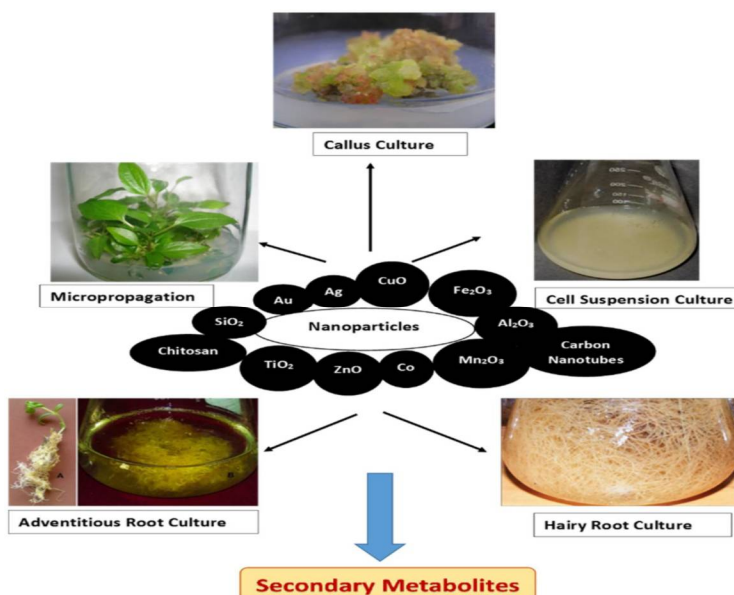 Callus Culture
Micropropagation
Cell Suspension Culture
Au
Ag
CuO
Fe₂O₃
SiO₂
Nanoparticles
Al₂O₃
Chitosan
TiO₂
ZnO
Co
Mn₂O₃
Carbon
Nanotubes
A
B
Adventitious Root Culture
Hairy Root Culture
Secondary Metabolites